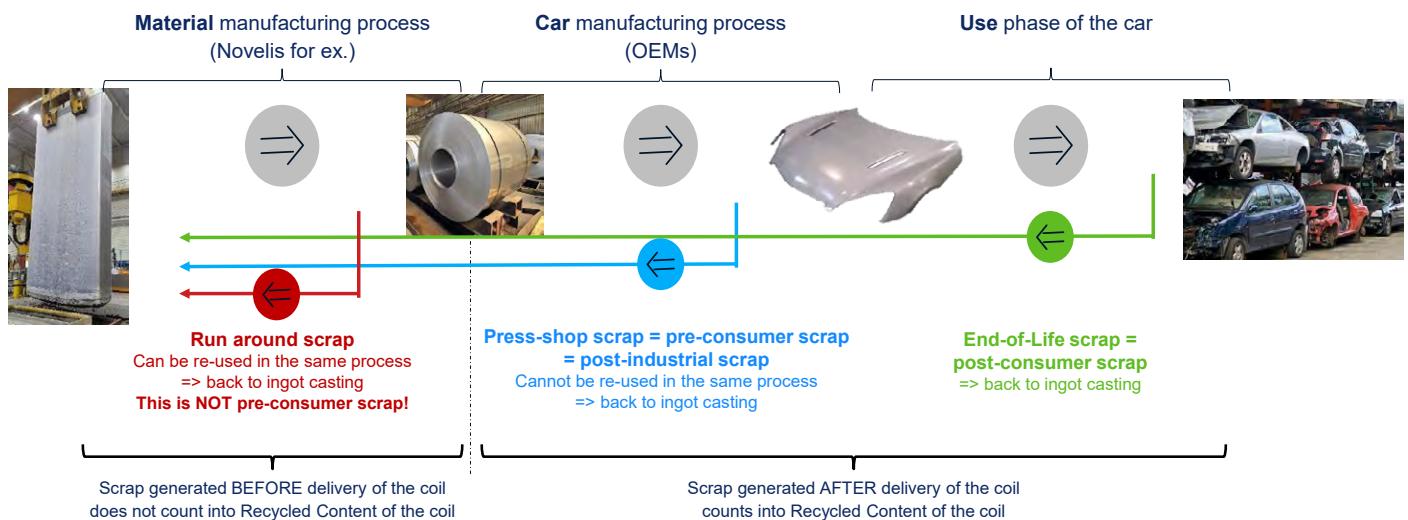 Material manufacturing process
(Novelis for ex.)
Car manufacturing process
(OEMs)
Use phase of the car
Run around scrap
Can be re-used in the same process
=> back to ingot casting
This is NOT pre-consumer scrap!
Press-shop scrap = pre-consumer scrap
= post-industrial scrap
Cannot be re-used in the same process
=> back to ingot casting
End-of-Life scrap =
post-consumer scrap
=> back to ingot casting
Scrap generated BEFORE delivery of the coil
does not count into Recycled Content of the coil
Scrap generated AFTER delivery of the coil
counts into Recycled Content of the coil